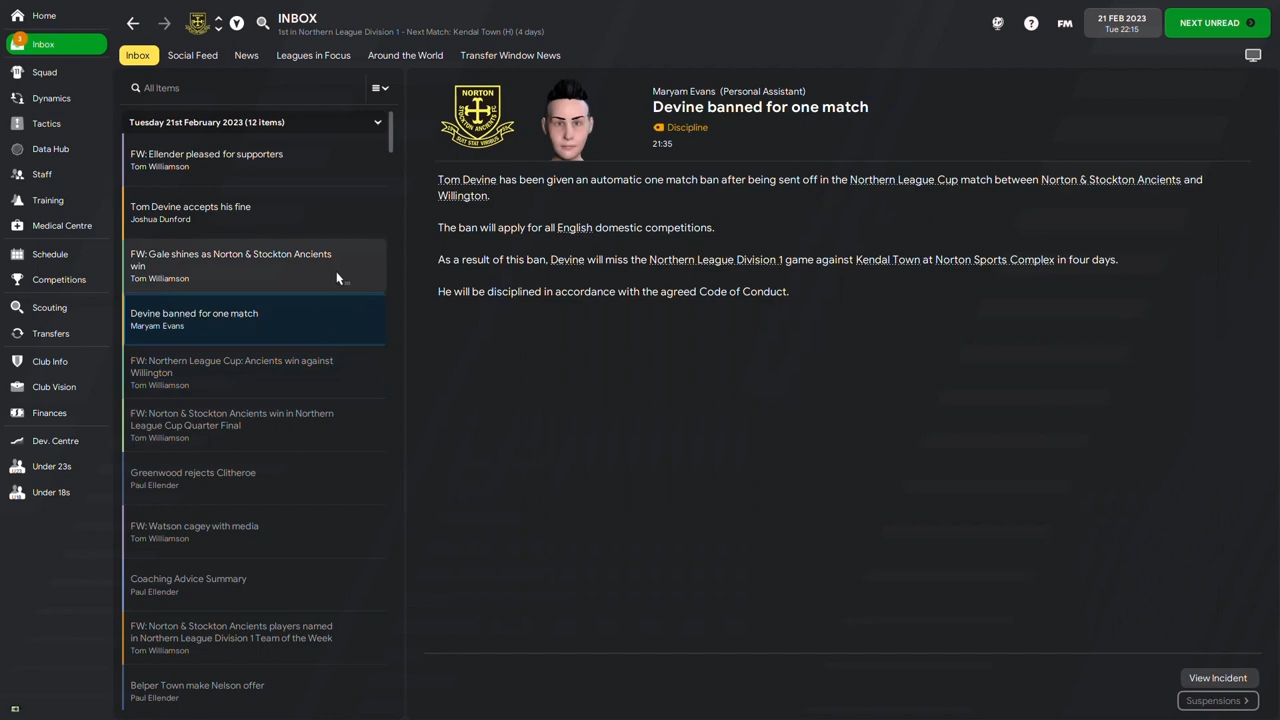 Home
3
Inbox
Squad
Dynamics
Tactics
Data Hub
Staff
Training
Medical Centre
Schedule
Competitions
Scouting
Transfers
Club Info
Club Vision
Finances
Dev. Centre
Under 23s
Under 18s
INBOX
1st in Northern League Division 1 - Next Match: Kendal Town (H) (4 days)
FM
21 FEB 2023
Tue 22:15
NEXT UNREAD
Inbox
Social Feed
News
Leagues in Focus
Around the World
Transfer Window News
All Items
Tuesday 21st February 2023 (12 items)
FW: Ellender pleased for supporters
Tom Williamson
Tom Devine accepts his fine
Joshua Dunford
FW: Gale shines as Norton & Stockton Ancients
win
Tom Williamson
Devine banned for one match
Maryam Evans
FW: Northern League Cup: Ancients win against
Willington
Tom Williamson
FW: Norton & Stockton Ancients win in Northern
League Cup Quarter Final
Tom Williamson
Greenwood rejects Clitheroe
Paul Ellender
FW: Watson cagey with media
Tom Williamson
Coaching Advice Summary
Paul Ellender
FW: Norton & Stockton Ancients players named
in Northern League Division 1 Team of the Week
Tom Williamson
Belper Town make Nelson offer
Paul Ellender
NORTON
Maryam Evans (Personal Assistant)
Devine banned for one match
Discipline
21:35
Tom Devine has been given an automatic one match ban after being sent off in the Northern League Cup match between Norton & Stockton Ancients and
Willington.
The ban will apply for all English domestic competitions.
As a result of this ban, Devine will miss the Northern League Division 1 game against Kendal Town at Norton Sports Complex in four days.
He will be disciplined in accordance with the agreed Code of Conduct.
View Incident
Suspensions >